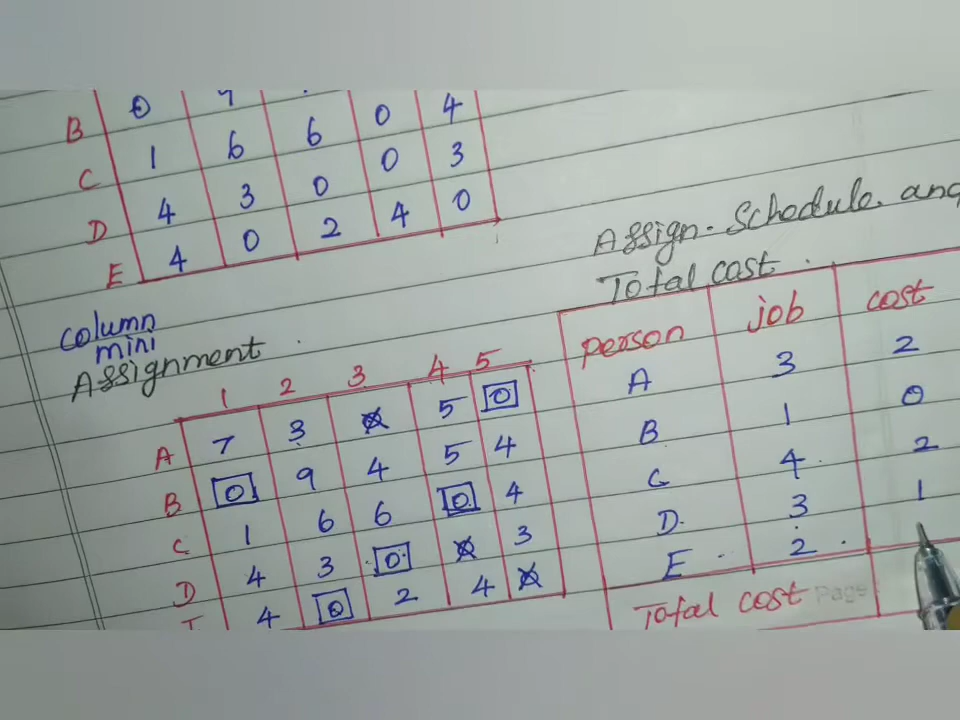 B 0 9 0 4
C 1 6 6 0 3
D 4 3 0 0 0
E 4 0 2 4
Assign. Schedule. and
Total cost.
column
mini
Assignment.
1 2 3 4 5
A 7 3 0 5 0
B 0 9 4 5 4
C 1 6 6 0 4
D 4 3 0 0 3
4 0 2 4 0
person job cost
A 3 2
B 1 0
C 4 2
D. 3 1
E 2
Total cost
Page